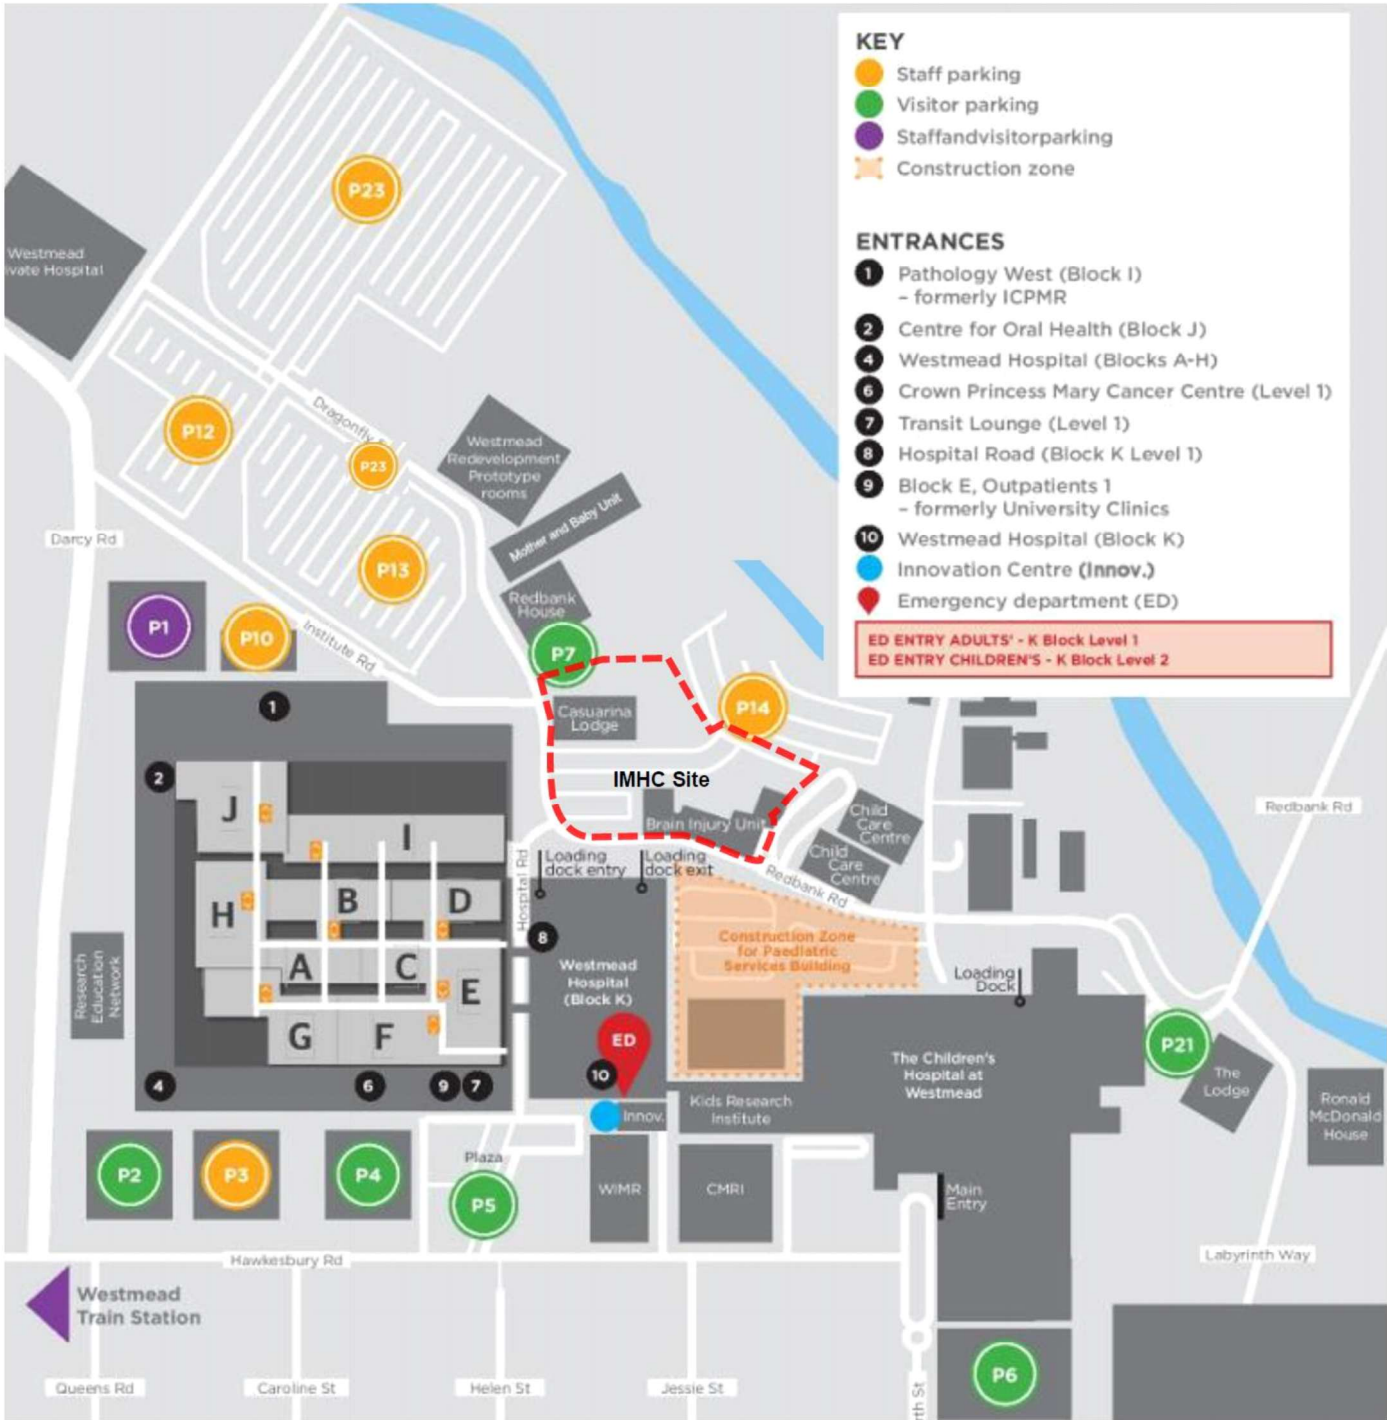 KEY
Staff parking
Visitor parking
Staffandvisitorparking
Construction zone
ENTRANCES
1 Pathology West (Block I)
– formerly ICPMR
2 Centre for Oral Health (Block J)
4 Westmead Hospital (Blocks A-H)
6 Crown Princess Mary Cancer Centre (Level 1)
7 Transit Lounge (Level 1)
8 Hospital Road (Block K Level 1)
9 Block E, Outpatients 1
– formerly University Clinics
10 Westmead Hospital (Block K)
Innovation Centre (Innov.)
Emergency department (ED)
ED ENTRY ADULTS' - K Block Level 1
ED ENTRY CHILDREN'S - K Block Level 2
P23
Westmead
ivate Hospital
P12
Dragonfly
P23
Westmead
Redevelopment
Prototype
rooms
Mother and Baby Unit
Darcy Rd
P13
Redbank
House
P1
P10
Institute Rd
P7
P14
Casuarina
Lodge
IMHC Site
Brain Injury Unit
Child
Care
Centre
Child
Care
Centre
Redbank Rd
Redbank Rd
1
2
J
I
H
B
D
A
C
E
G
F
4
6
9
7
Hospital Rd
Loading
dock entry
Loading
dock exit
8
Westmead
Hospital
(Block K)
ED
10
Innov.
Construction Zone
for Paediatric
Services Building
Research
Education
Network
Loading
Dock
The Children's
Hospital at
Westmead
Kids Research
Institute
P21
The
Lodge
Ronald
McDonald
House
P2
P3
P4
Plaza
P5
WIMR
CMRI
Main
Entry
Hawkesbury Rd
Labyrinth Way
Westmead
Train Station
Queens Rd
Caroline St
Helen St
Jessie St
rth St
P6